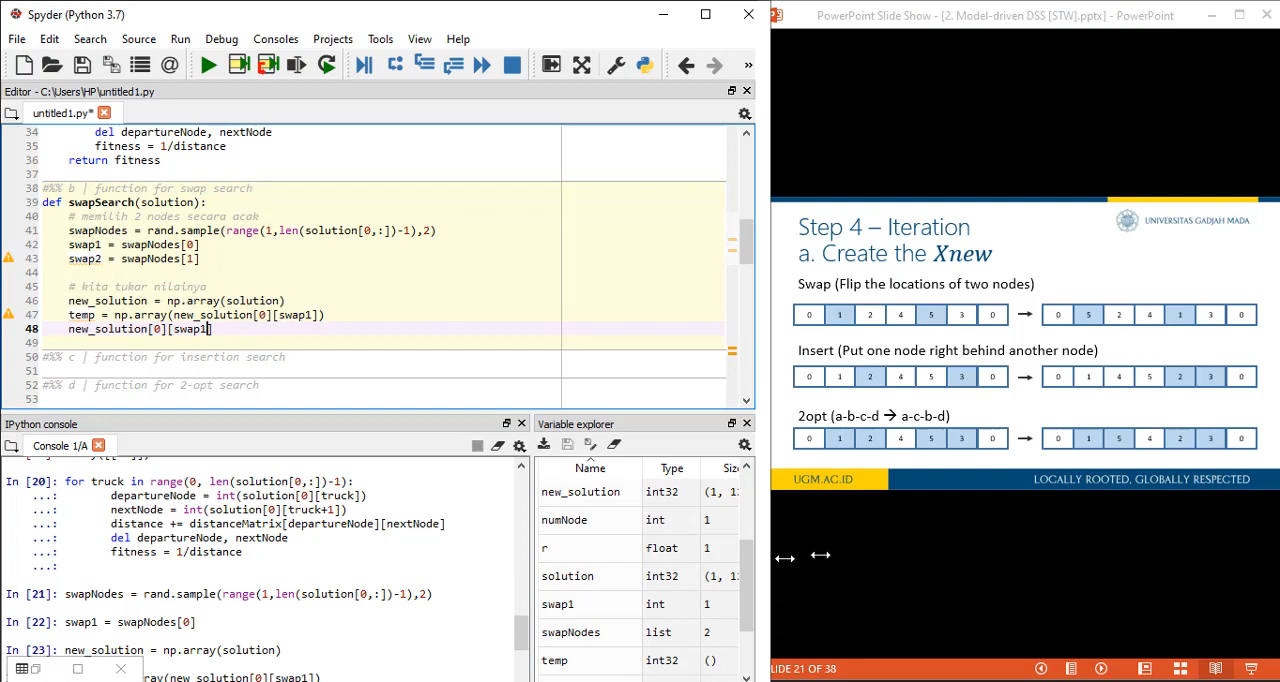 Spyder (Python 3.7)
File Edit Search Source Run Debug Consoles Projects Tools View Help
Editor - C:\Users\HP\untitled1.py
untitled1.py*
34 del departureNode, nextNode
35 fitness = 1/distance
36 return fitness
37
38 #%% b | function for swap search
39 def swapSearch(solution):
40 # memilih 2 nodes secara acak
41 swapNodes = rand.sample(range(1,len(solution[0,:])-1),2)
42 swap1 = swapNodes[0]
43 swap2 = swapNodes[1]
44
45 # kita tukar nilainya
46 new_solution = np.array(solution)
47 temp = np.array(new_solution[0][swap1])
48 new_solution[0][swap1]
49
50 #%% c | function for insertion search
51
52 #%% d | function for 2-opt search
53
IPython console
Console 1/A
In [20]: for truck in range(0, len(solution[0,:])-1):
...: departureNode = int(solution[0][truck])
...: nextNode = int(solution[0][truck+1])
...: distance += distanceMatrix[departureNode][nextNode]
...: del departureNode, nextNode
...: fitness = 1/distance
...:
In [21]: swapNodes = rand.sample(range(1,len(solution[0,:])-1),2)
In [22]: swap1 = swapNodes[0]
In [23]: new_solution = np.array(solution)
ray(new_solution[0][swap1])
Variable explorer
Name Type Siz
new_solution int32 (1, 1
numNode int 1
r float 1
solution int32 (1, 1
swap1 int 1
swapNodes list 2
temp int32 ()
PowerPoint Slide Show - [2. Model-driven DSS [STW].pptx] - PowerPoint
Step 4 – Iteration
a. Create the Xnew
UNIVERSITAS GADJAH MADA
Swap (Flip the locations of two nodes)
0 1 2 4 5 3 0 → 0 5 2 4 1 3 0
Insert (Put one node right behind another node)
0 1 2 4 5 3 0 → 0 1 4 5 2 3 0
2opt (a-b-c-d → a-c-b-d)
0 1 2 4 5 3 0 → 0 1 5 4 2 3 0
UGM.AC.ID LOCALLY ROOTED, GLOBALLY RESPECTED
LIDE 21 OF 38